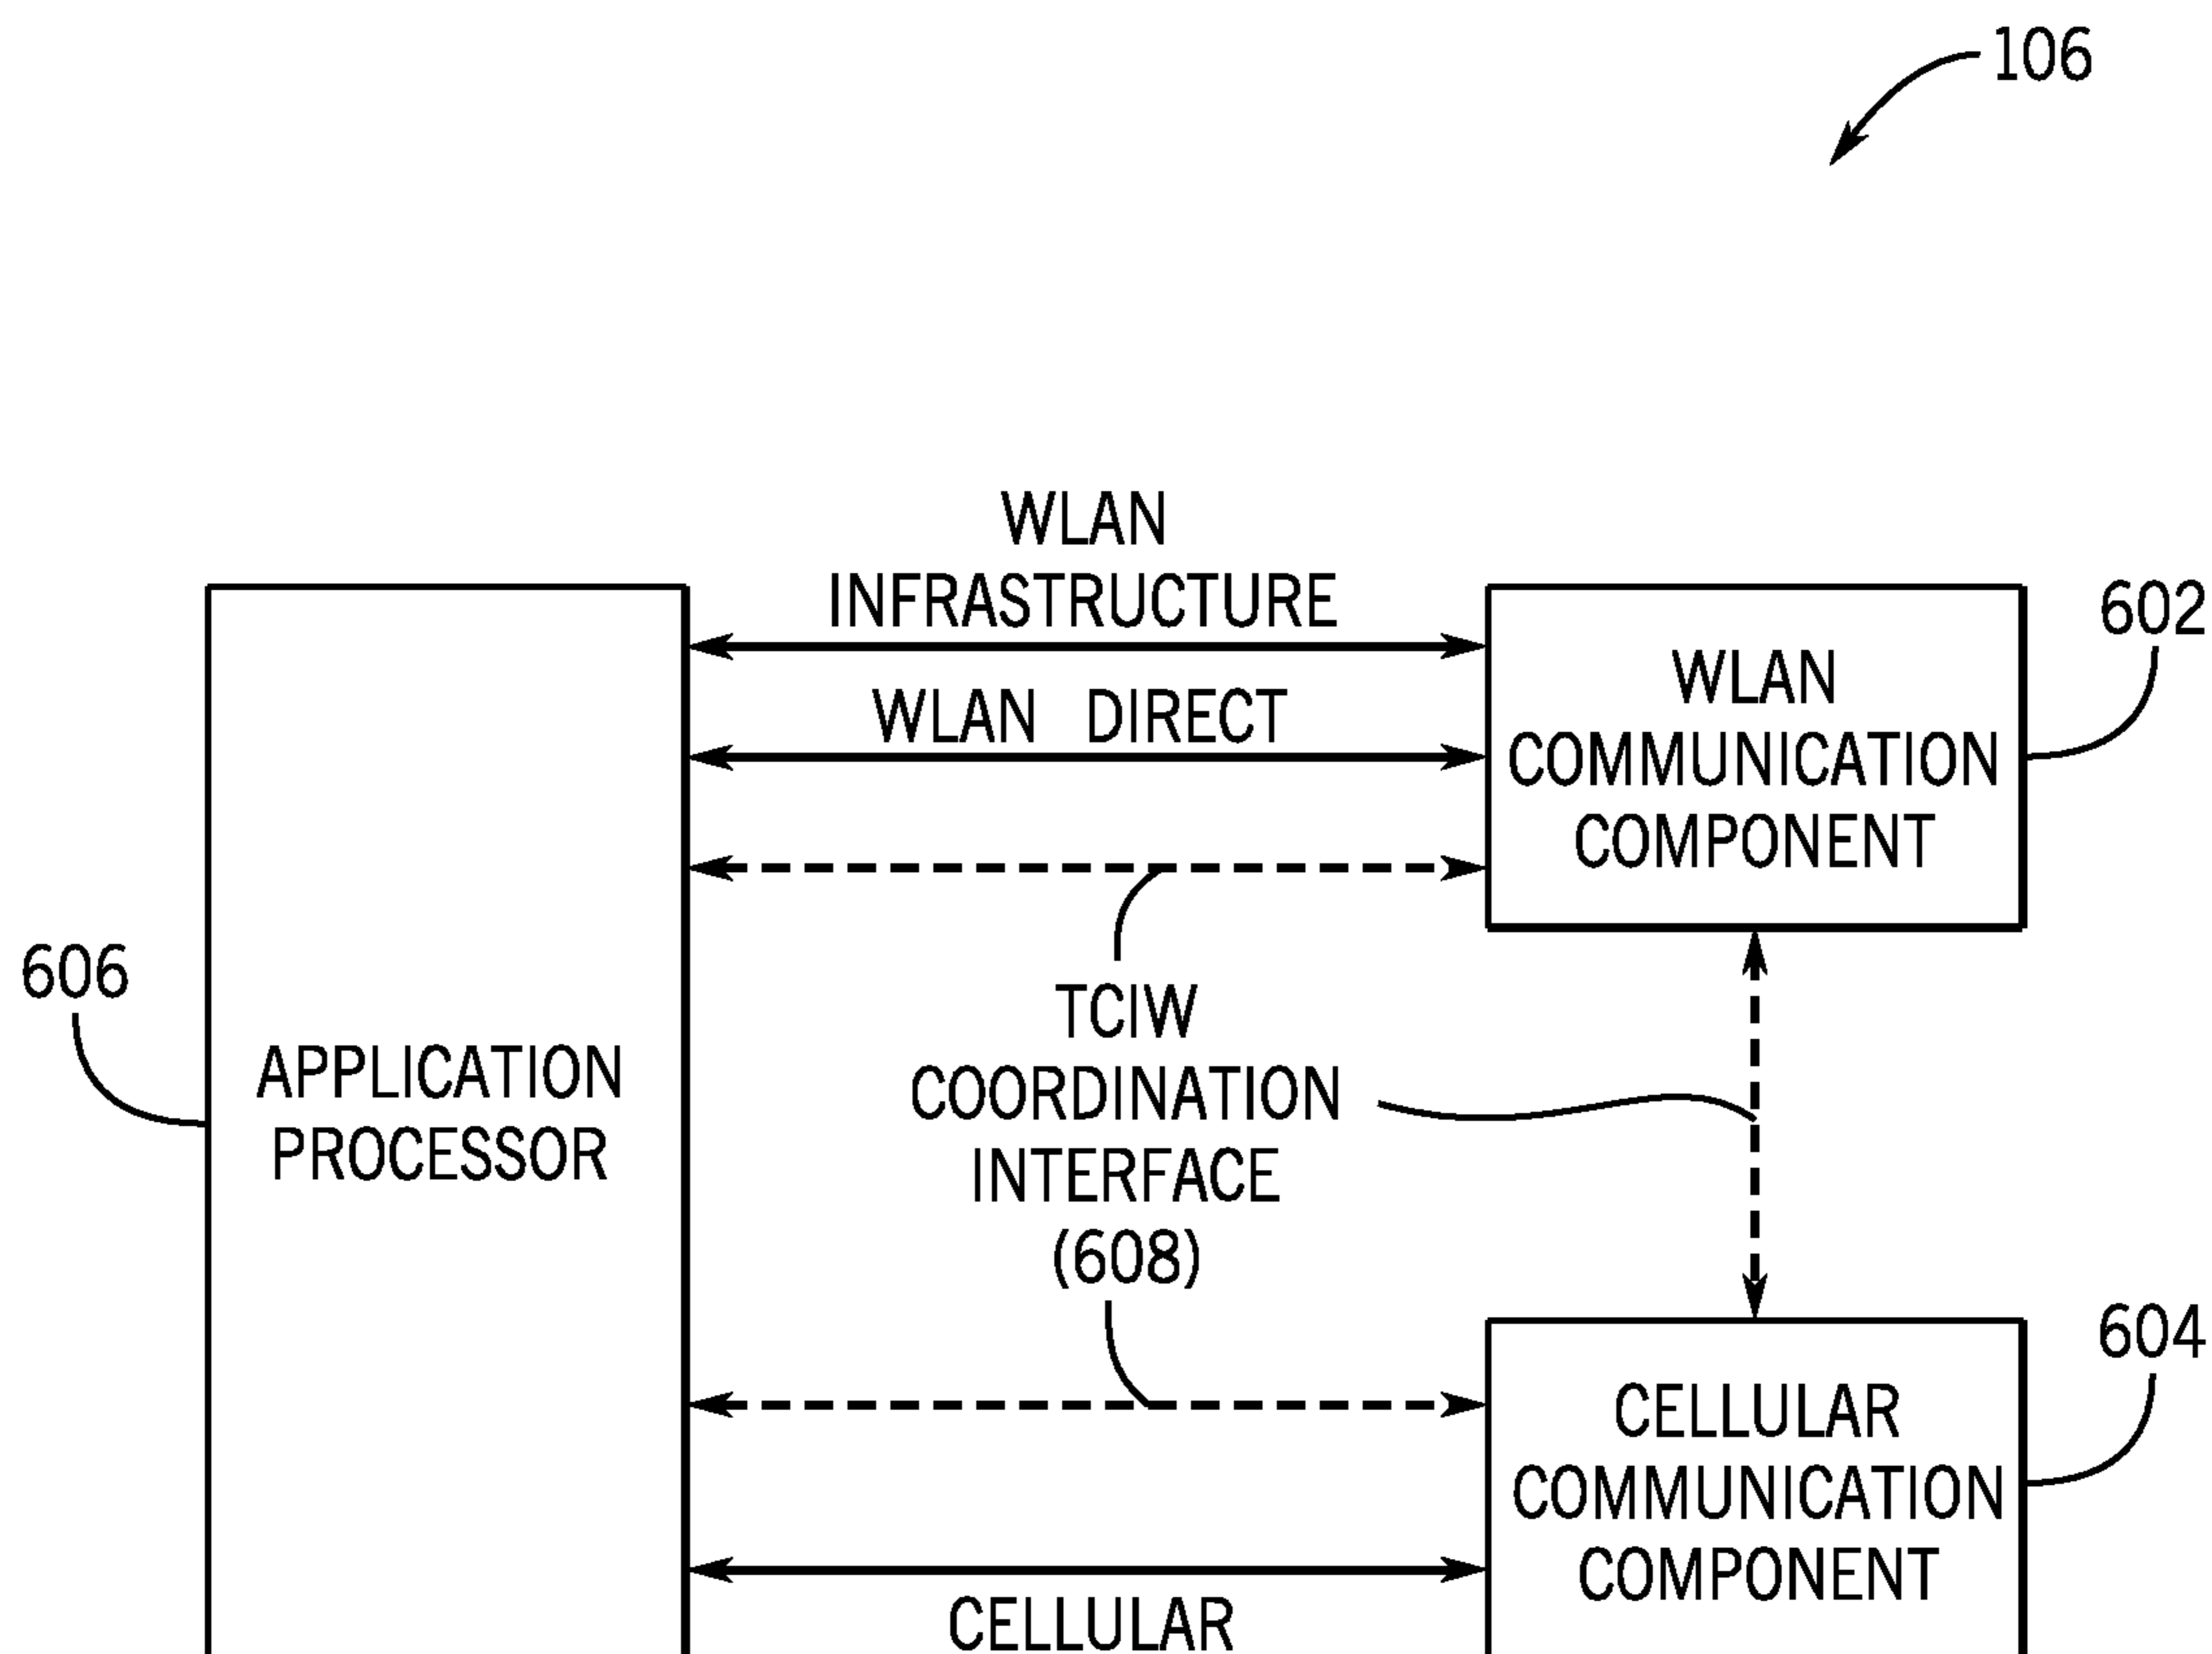 106
WLAN
INFRASTRUCTURE
WLAN DIRECT
WLAN
COMMUNICATION
COMPONENT
602
606
APPLICATION
PROCESSOR
TCIW
COORDINATION
INTERFACE
(608)
604
CELLULAR
COMMUNICATION
COMPONENT
CELLULAR